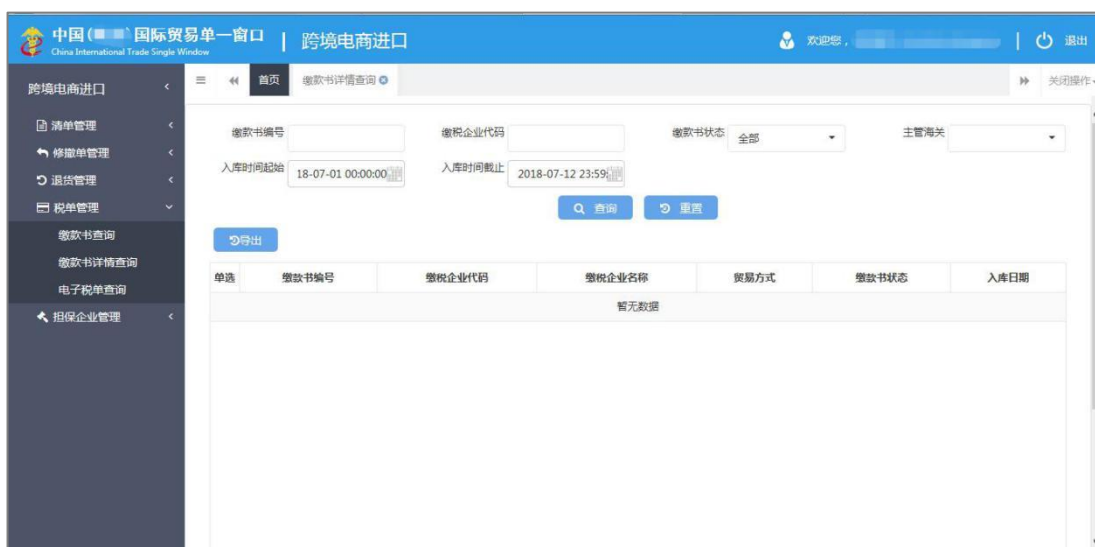 中国( )国际贸易单一窗口 | 跨境电商进口
China International Trade Single Window
欢迎您， | 退出
跨境电商进口
首页 缴款书详情查询 关闭操作
清单管理
修撤单管理
退货管理
税单管理
缴款书查询
缴款书详情查询
电子税单查询
担保企业管理
缴款书编号 缴税企业代码 缴款书状态 全部 主管海关
入库时间起始 18-07-01 00:00:00 入库时间截止 2018-07-12 23:59:
查询 重置
导出
单选 缴款书编号 缴税企业代码 缴税企业名称 贸易方式 缴款书状态 入库日期
暂无数据